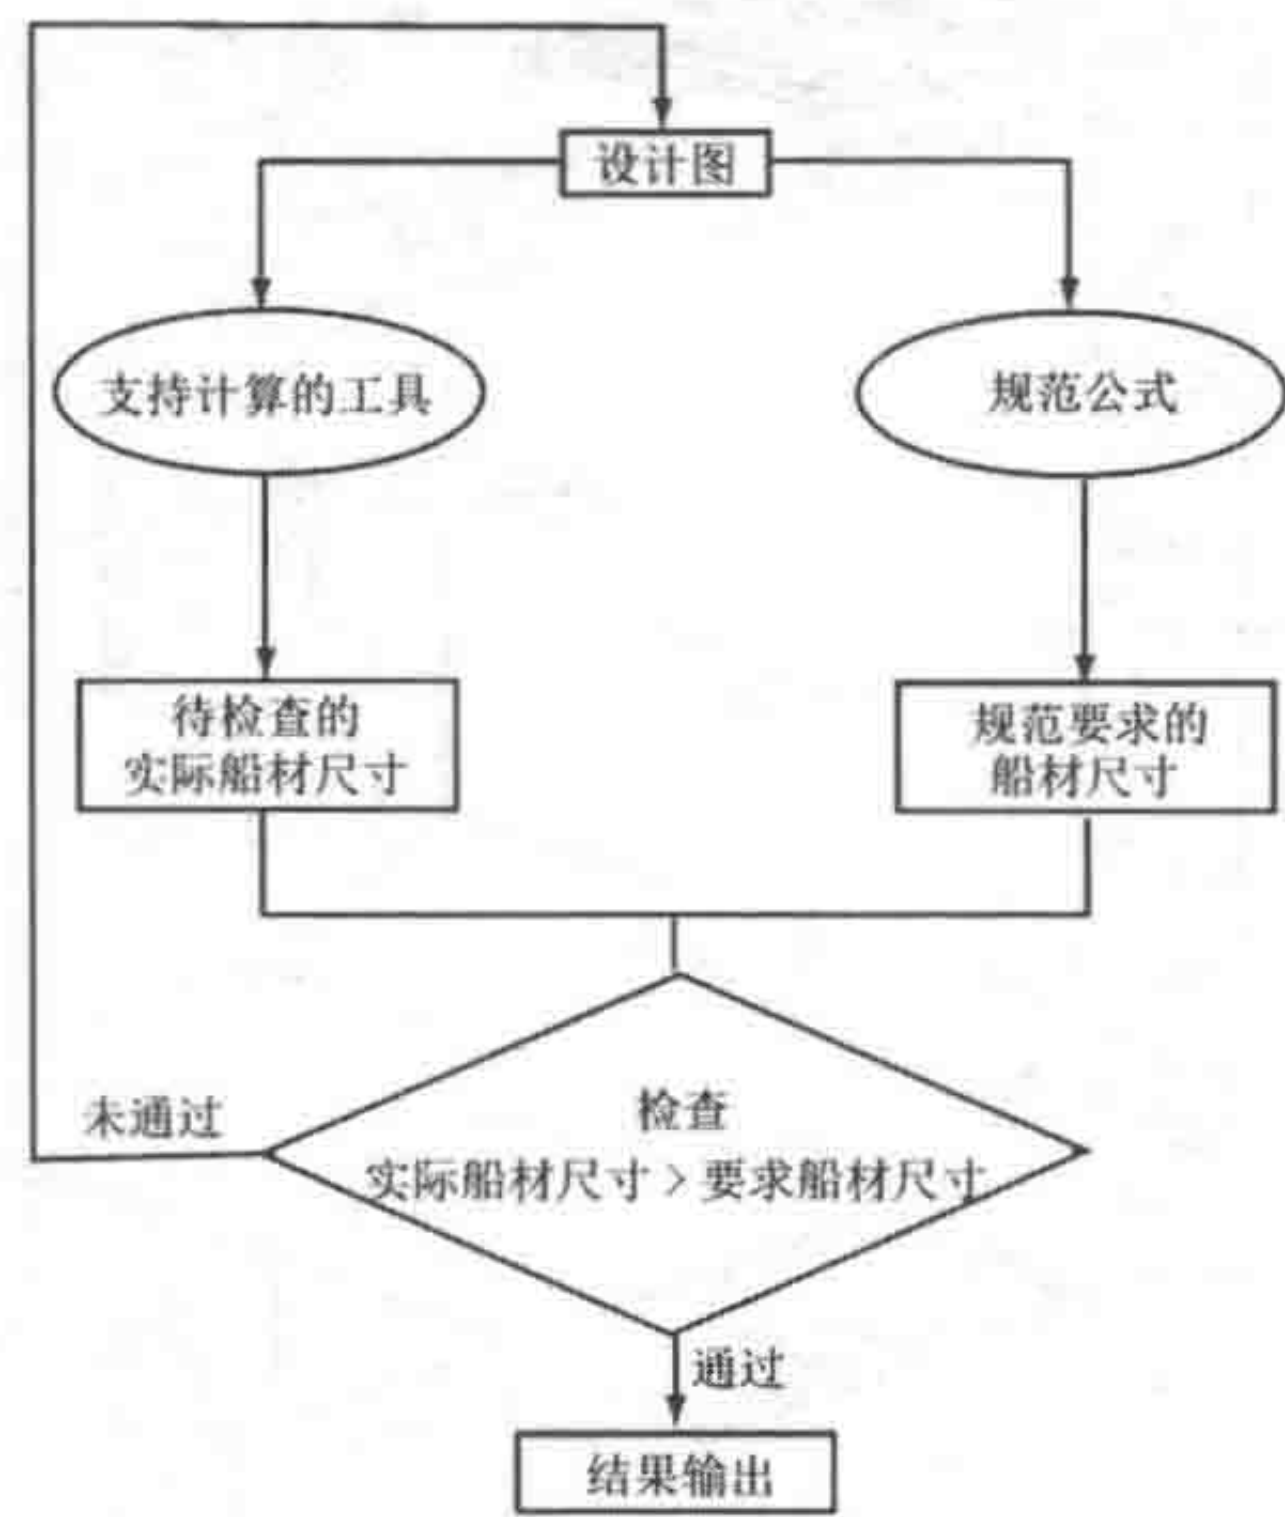 设计图
支持计算的工具
规范公式
待检查的
实际船材尺寸
规范要求的
船材尺寸
未通过
检查
实际船材尺寸 > 要求船材尺寸
通过
结果输出